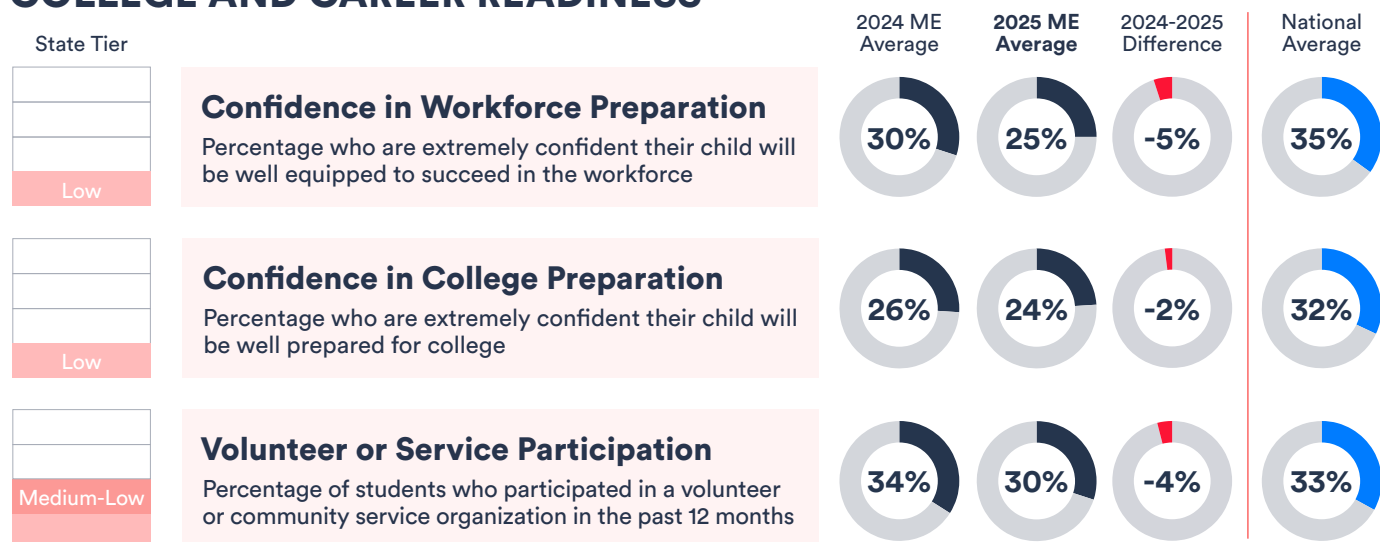 COLLEGE AND CAREER READINESS
State Tier
2024 ME
Average
2025 ME
Average
2024-2025
Difference
National
Average
Low
Confidence in Workforce Preparation
Percentage who are extremely confident their child will
be well equipped to succeed in the workforce
30%
25%
-5%
35%
Low
Confidence in College Preparation
Percentage who are extremely confident their child will
be well prepared for college
26%
24%
-2%
32%
Medium-Low
Volunteer or Service Participation
Percentage of students who participated in a volunteer
or community service organization in the past 12 months
34%
30%
-4%
33%